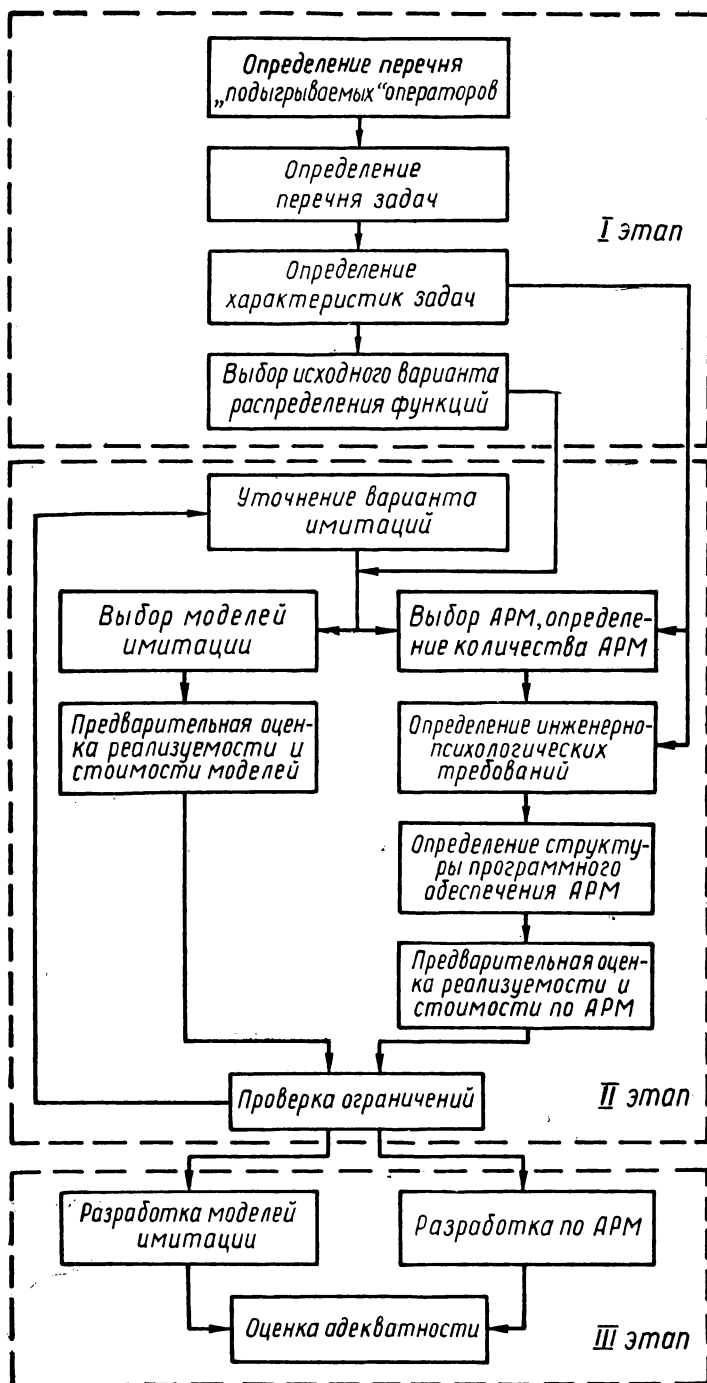 Определение перечня
„подыгрываемых“ операторов
Определение
перечня задач
I этап
Определение
характеристик задач
Выбор исходного варианта
распределения функций
Уточнение варианта
имитаций
Выбор моделей
имитации
Выбор АРМ, определе-
ние количества АРМ
Предварительная оцен-
ка реализуемости и
стоимости моделей
Определение инженерно-
психологических
требований
Определение структу-
ры программного
обеспечения АРМ
Предварительная оцен-
ка реализуемости и
стоимости по АРМ
Проверка ограничений
II этап
Разработка моделей
имитации
Разработка по АРМ
Оценка адекватности
III этап